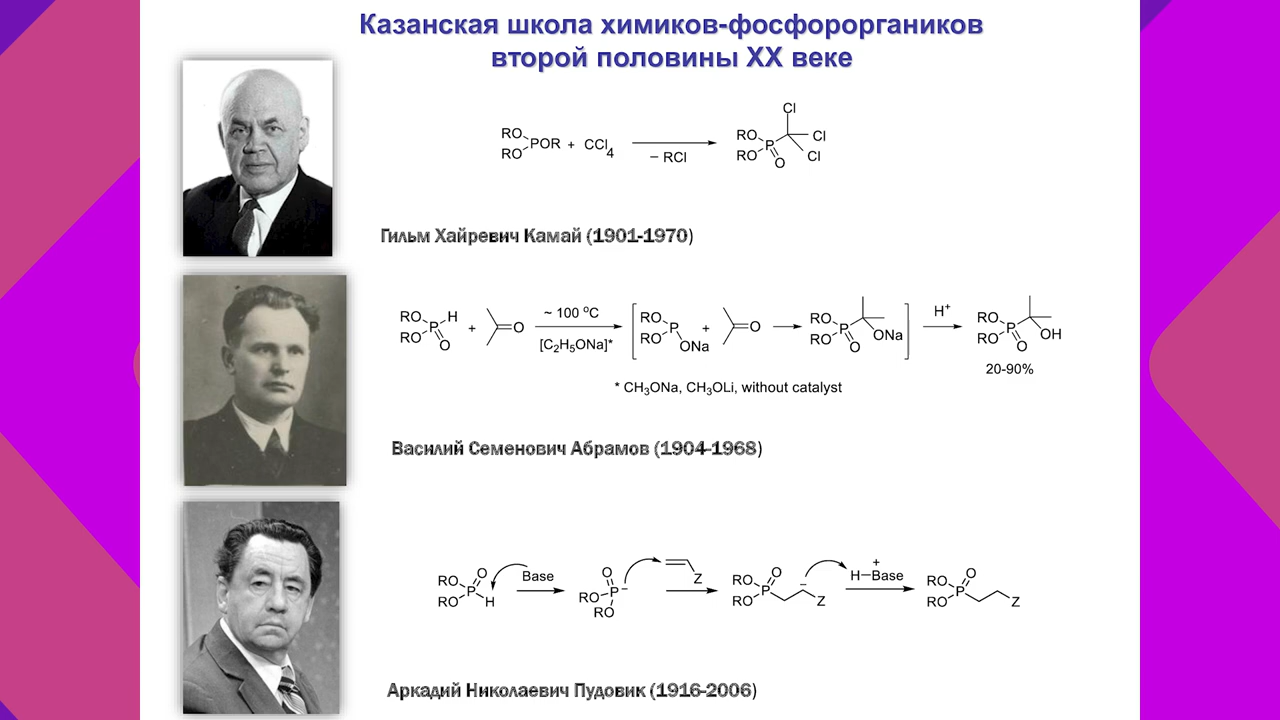 Казанская школа химиков-фосфороргаников
второй половины XX веке
RO
RO
POR + CCl4
– RCl
RO
RO
P
O
Cl
Cl
Cl
Гильм Хайревич Камай (1901-1970)
RO
RO
P
H
O
+
O
~ 100 ºC
[C2H5ONa]*
RO
RO
P
ONa
+
O
RO
RO
P
O
ONa
H+
RO
RO
P
O
OH
20-90%
* CH3ONa, CH3OLi, without catalyst
Василий Семенович Абрамов (1904-1968)
RO
RO
P
O
H
Base
O
RO
P
–
RO
Z
RO
RO
P
O
–
Z
+
H–Base
RO
RO
P
O
Z
Аркадий Николаевич Пудовик (1916-2006)